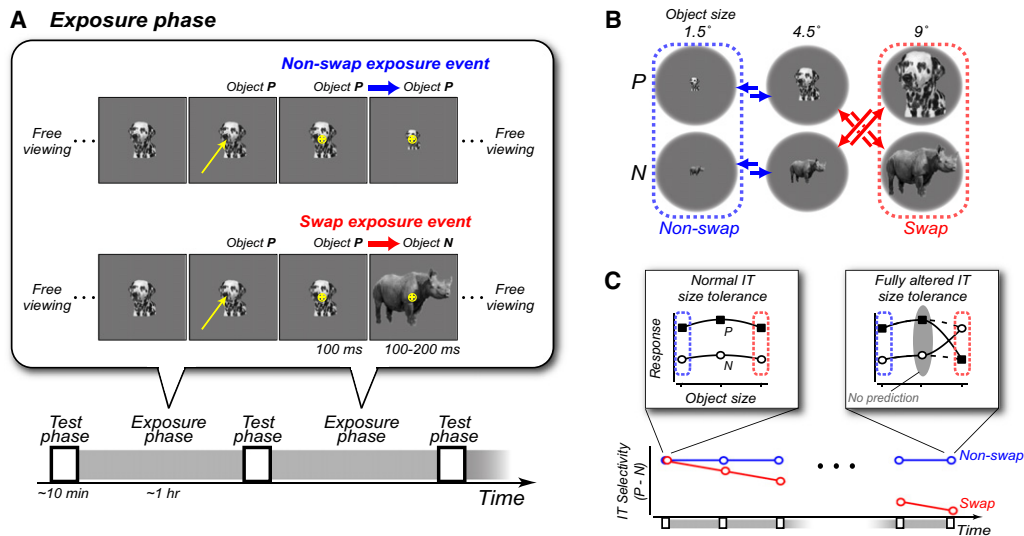 A
Exposure phase
Non-swap exposure event
Object P
Object P
Object P
Free viewing
• • •
• • •
Free viewing
Swap exposure event
Object P
Object P
Object N
Free viewing
• • •
• • •
Free viewing
100 ms
100-200 ms
Test phase
Exposure phase
Test phase
Exposure phase
Test phase
~10 min
~1 hr
Time
B
Object size
1.5°
4.5°
9°
P
N
Non-swap
Swap
C
Normal IT
size tolerance
Response
P
N
Object size
Fully altered IT
size tolerance
No prediction
IT Selectivity
(P - N)
• • •
Non-swap
Swap
Time